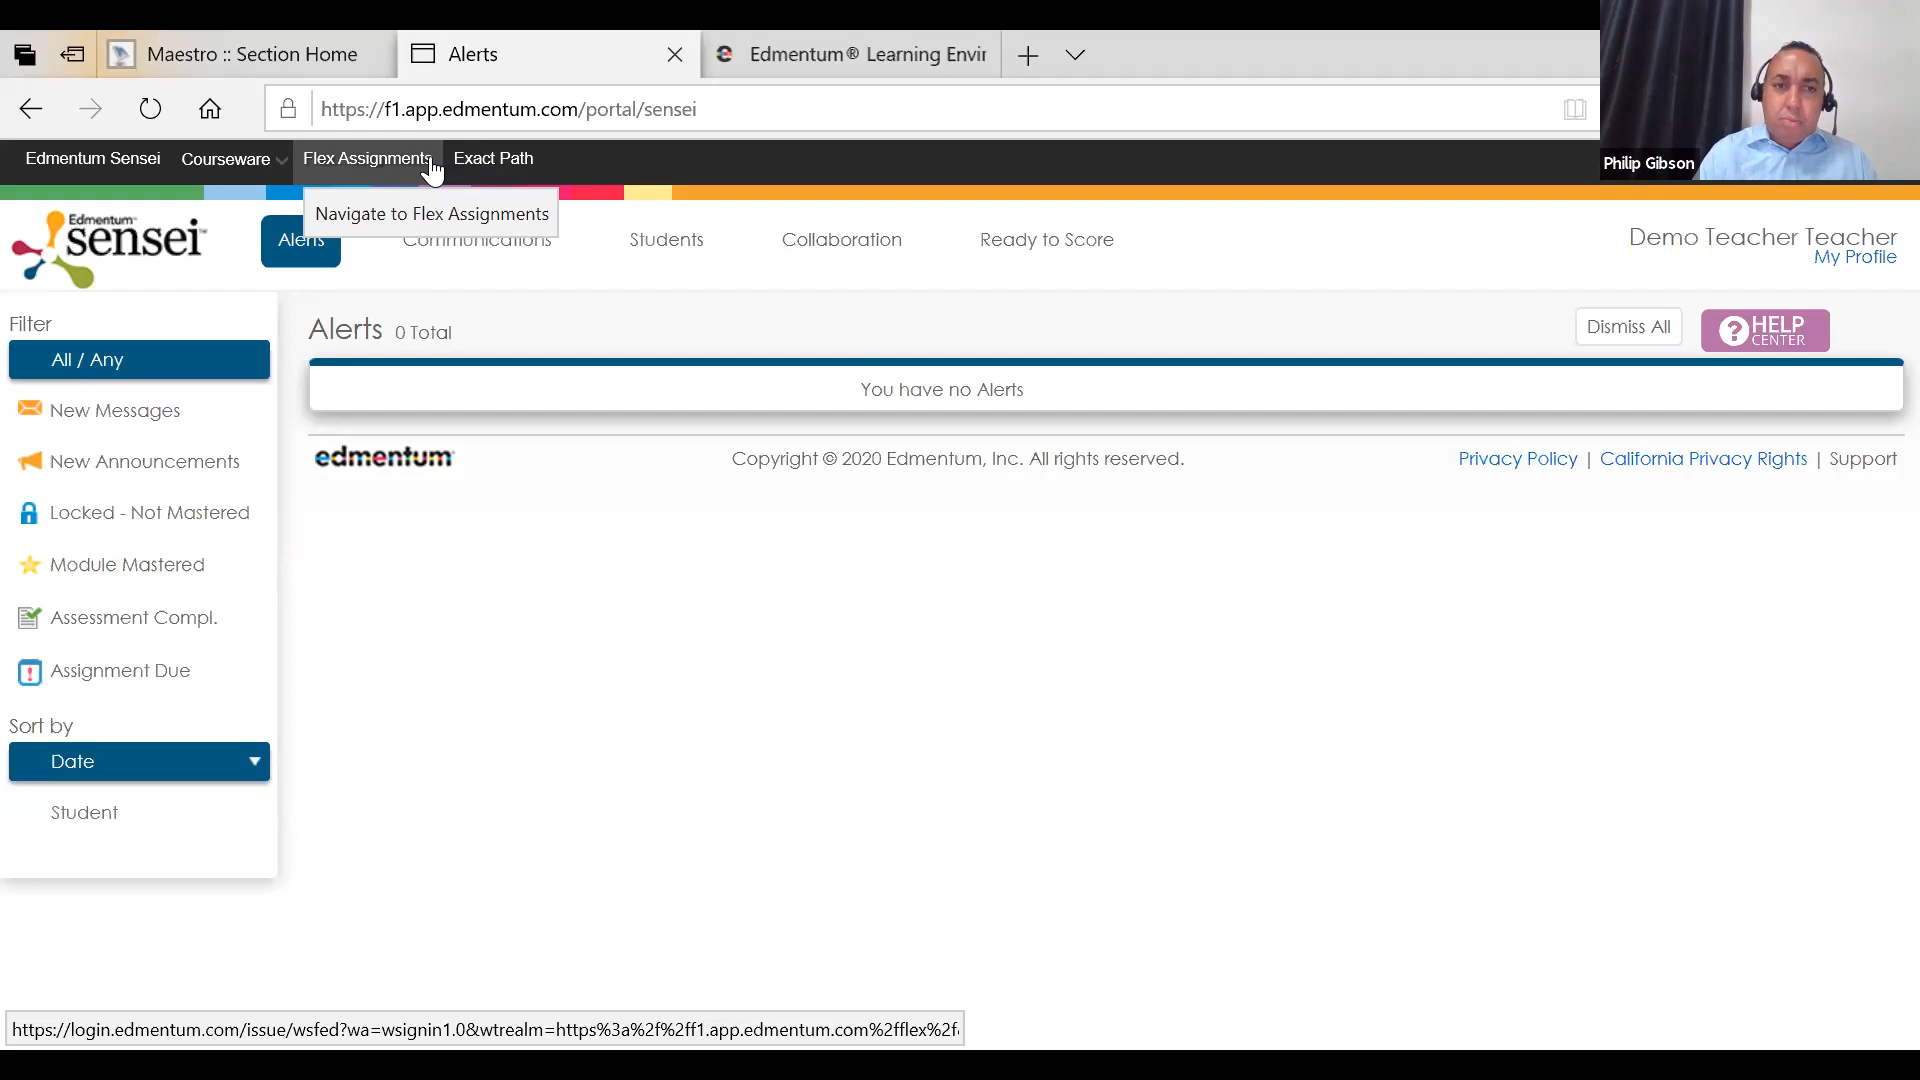 Maestro :: Section Home
Alerts
Edmentum® Learning Envir
https://f1.app.edmentum.com/portal/sensei
Philip Gibson
Edmentum Sensei
Courseware
Flex Assignments
Exact Path
Navigate to Flex Assignments
Edmentum™
sensei
Alerts
Communications
Students
Collaboration
Ready to Score
Demo Teacher Teacher
My Profile
Filter
All / Any
New Messages
New Announcements
Locked - Not Mastered
Module Mastered
Assessment Compl.
Assignment Due
Sort by
Date
Student
Alerts 0 Total
Dismiss All
HELP
CENTER
You have no Alerts
edmentum
Copyright © 2020 Edmentum, Inc. All rights reserved.
Privacy Policy | California Privacy Rights | Support
https://login.edmentum.com/issue/wsfed?wa=wsignin1.0&wtrealm=https%3a%2f%2ff1.app.edmentum.com%2fflex%2f